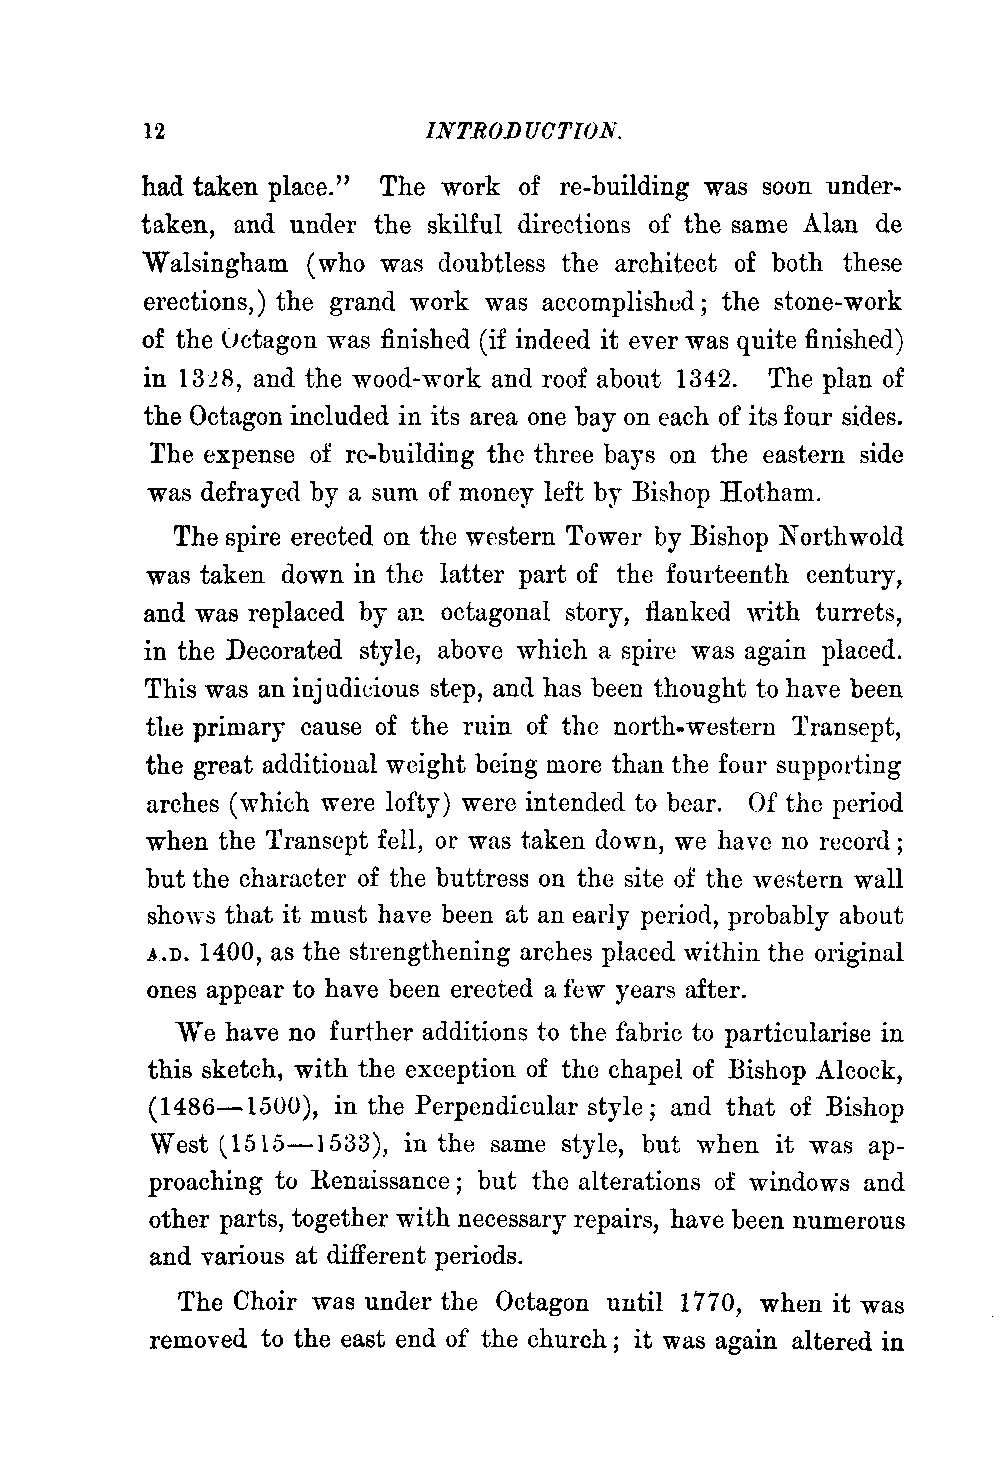 12 INTRODUCTION.
had taken place.” The work of re-building was soon under-
taken, and under the skilful directions of the same Alan de
Walsingham (who was doubtless the architect of both these
erections,) the grand work was accomplished; the stone-work
of the Octagon was finished (if indeed it ever was quite finished)
in 1328, and the wood-work and roof about 1342. The plan of
the Octagon included in its area one bay on each of its four sides.
The expense of re-building the three bays on the eastern side
was defrayed by a sum of money left by Bishop Hotham.
The spire erected on the western Tower by Bishop Northwold
was taken down in the latter part of the fourteenth century,
and was replaced by an octagonal story, flanked with turrets,
in the Decorated style, above which a spire was again placed.
This was an injudicious step, and has been thought to have been
the primary cause of the ruin of the north-western Transept,
the great additional weight being more than the four supporting
arches (which were lofty) were intended to bear. Of the period
when the Transept fell, or was taken down, we have no record;
but the character of the buttress on the site of the western wall
shows that it must have been at an early period, probably about
A.D. 1400, as the strengthening arches placed within the original
ones appear to have been erected a few years after.
We have no further additions to the fabric to particularise in
this sketch, with the exception of the chapel of Bishop Alcock,
(1486—1500), in the Perpendicular style; and that of Bishop
West (1515—1533), in the same style, but when it was ap-
proaching to Renaissance; but the alterations of windows and
other parts, together with necessary repairs, have been numerous
and various at different periods.
The Choir was under the Octagon until 1770, when it was
removed to the east end of the church; it was again altered in